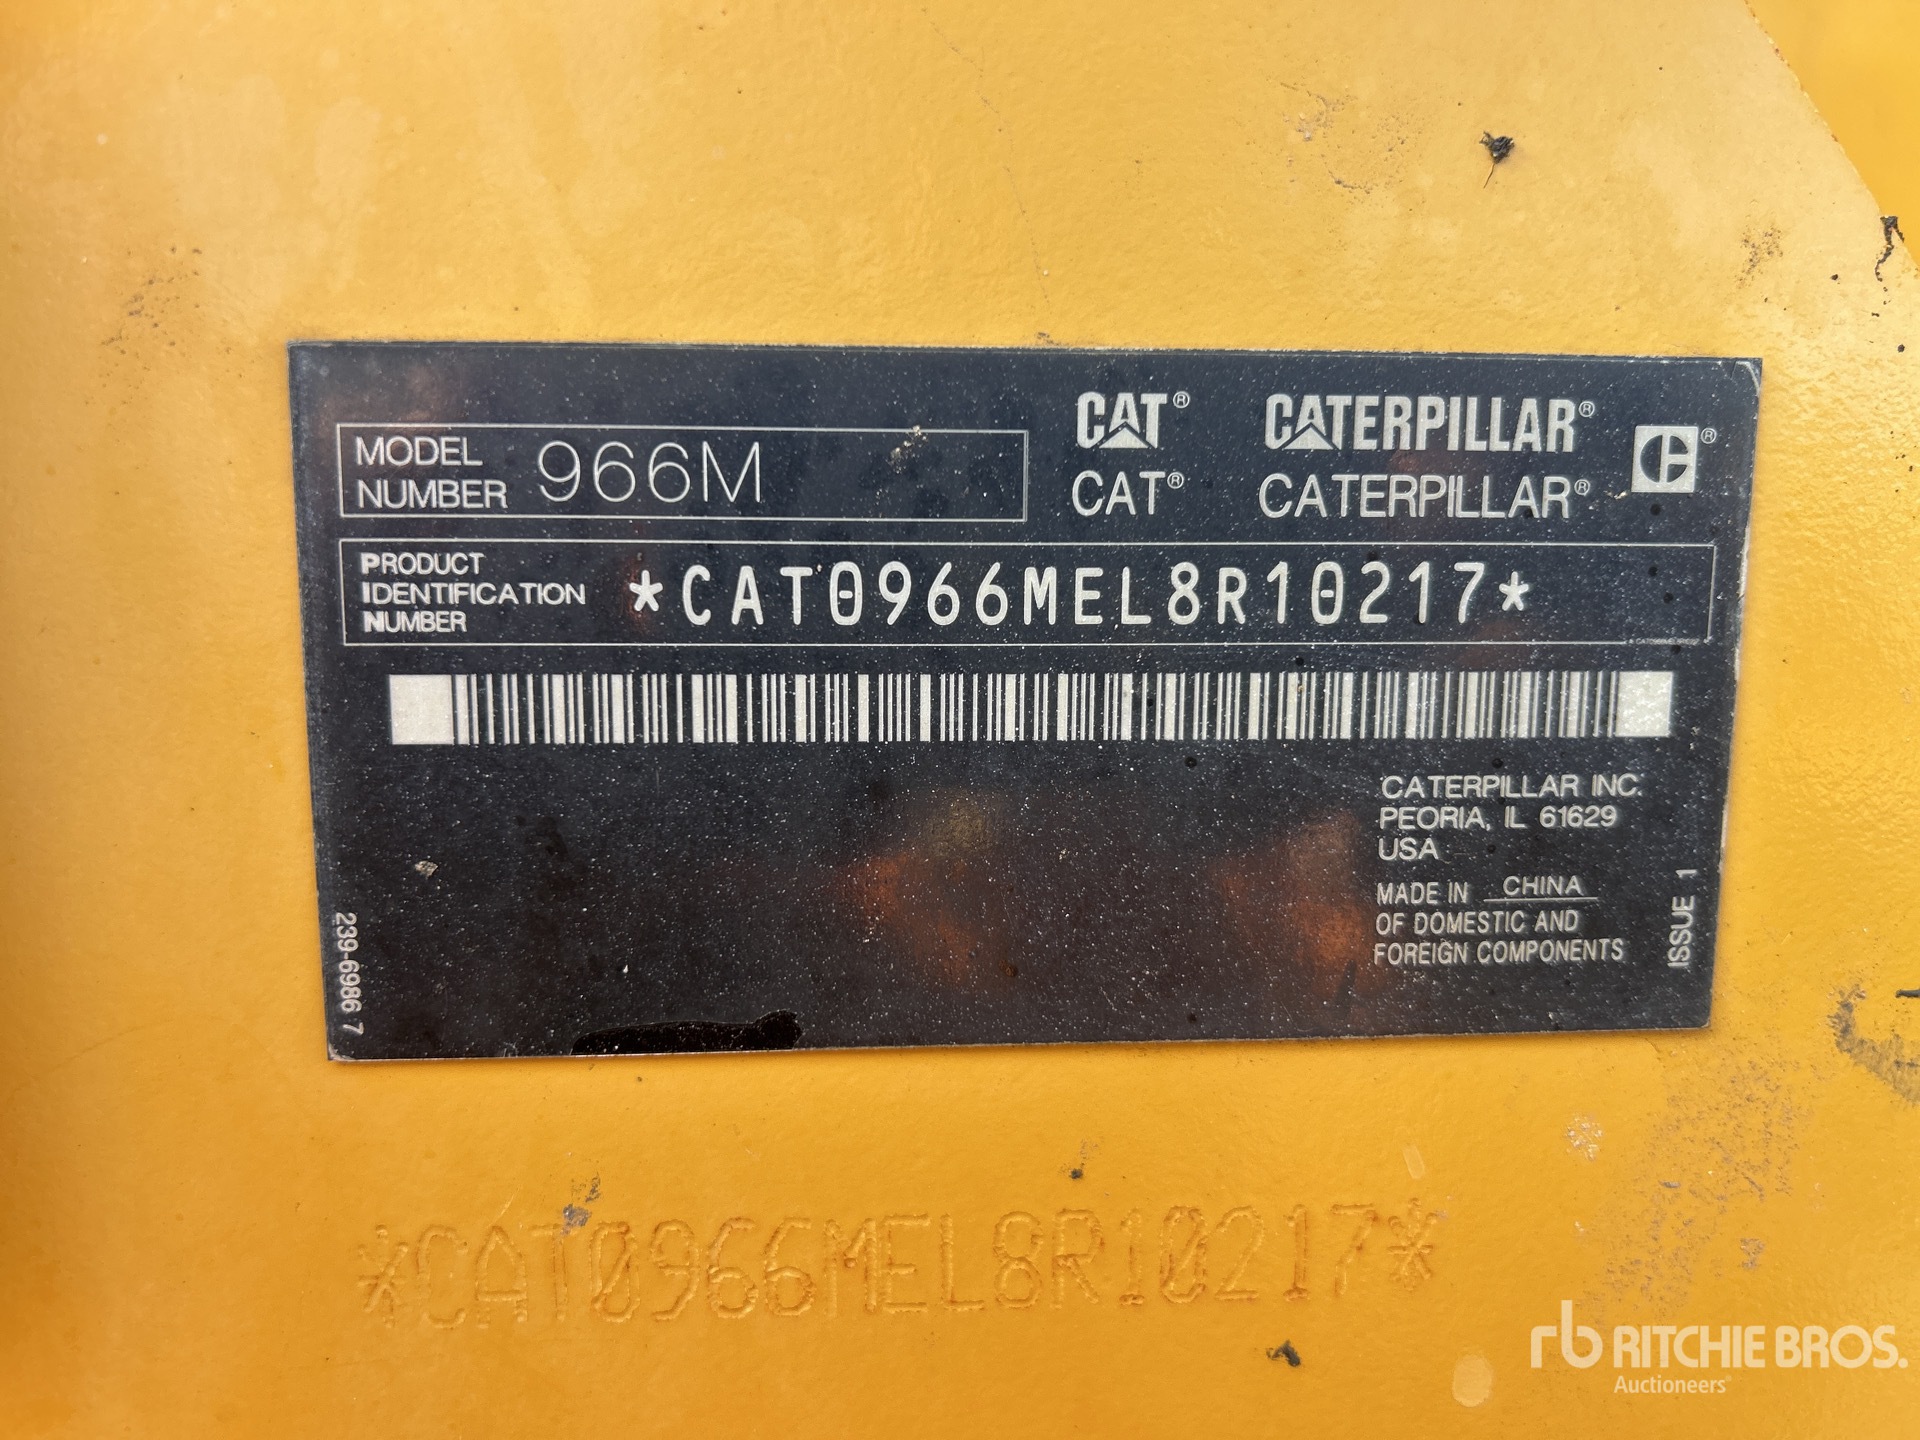 MODEL NUMBER 966M
CAT® CATERPILLAR®
CAT® CATERPILLAR®
PRODUCT IDENTIFICATION NUMBER *CAT0966MEL8R10217*
CATERPILLAR INC.
PEORIA, IL 61629
USA
MADE IN CHINA
OF DOMESTIC AND
FOREIGN COMPONENTS
ISSUE 1
239-6986 7
*CAT0966MEL8R10217*
rb RITCHIE BROS.
Auctioneers